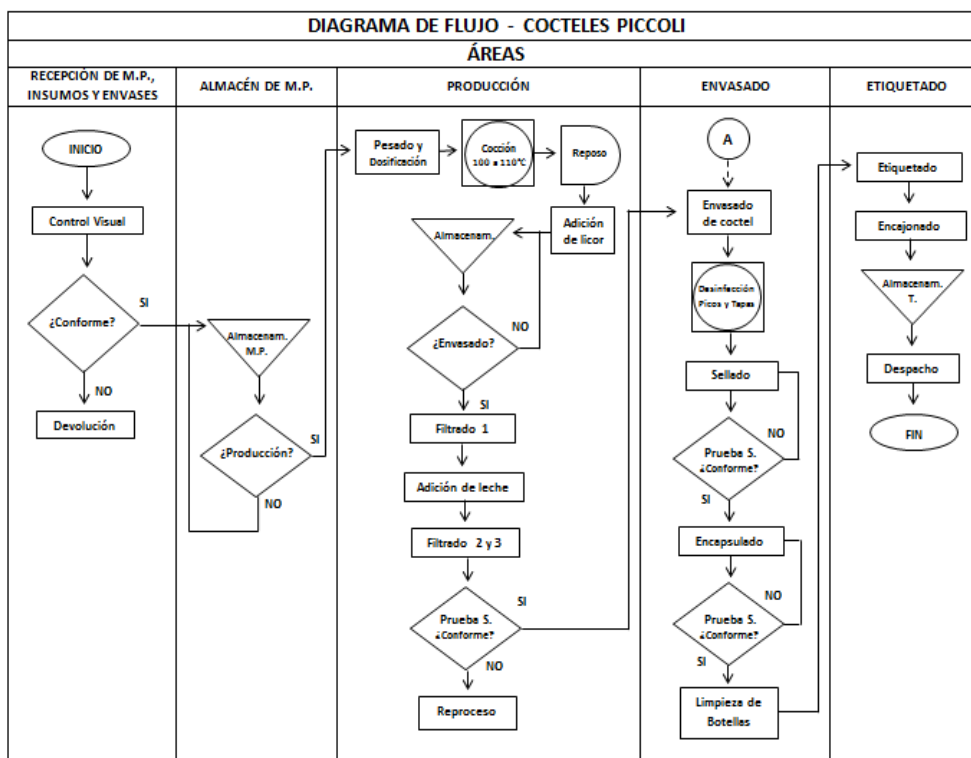 DIAGRAMA DE FLUJO - COCTELES PICCOLI
ÁREAS
RECEPCIÓN DE M.P.,
INSUMOS Y ENVASES
ALMACÉN DE M.P.
PRODUCCIÓN
ENVASADO
ETIQUETADO
INICIO
Control Visual
¿Conforme?
SI
NO
Devolución
Almacenam.
M.P.
¿Producción?
SI
NO
Pesado y
Dosificación
Cocción
100 a 110°C
Reposo
Adición
de licor
Almacenam.
¿Envasado?
NO
SI
Filtrado 1
Adición de leche
Filtrado 2 y 3
Prueba S.
¿Conforme?
SI
NO
Reproceso
A
Envasado
de coctel
Desinfección
Picos y Tapas
Sellado
NO
Prueba S.
¿Conforme?
SI
Encapsulado
NO
Prueba S.
¿Conforme?
SI
Limpieza de
Botellas
Etiquetado
Encajonado
Almacenam.
T.
Despacho
FIN